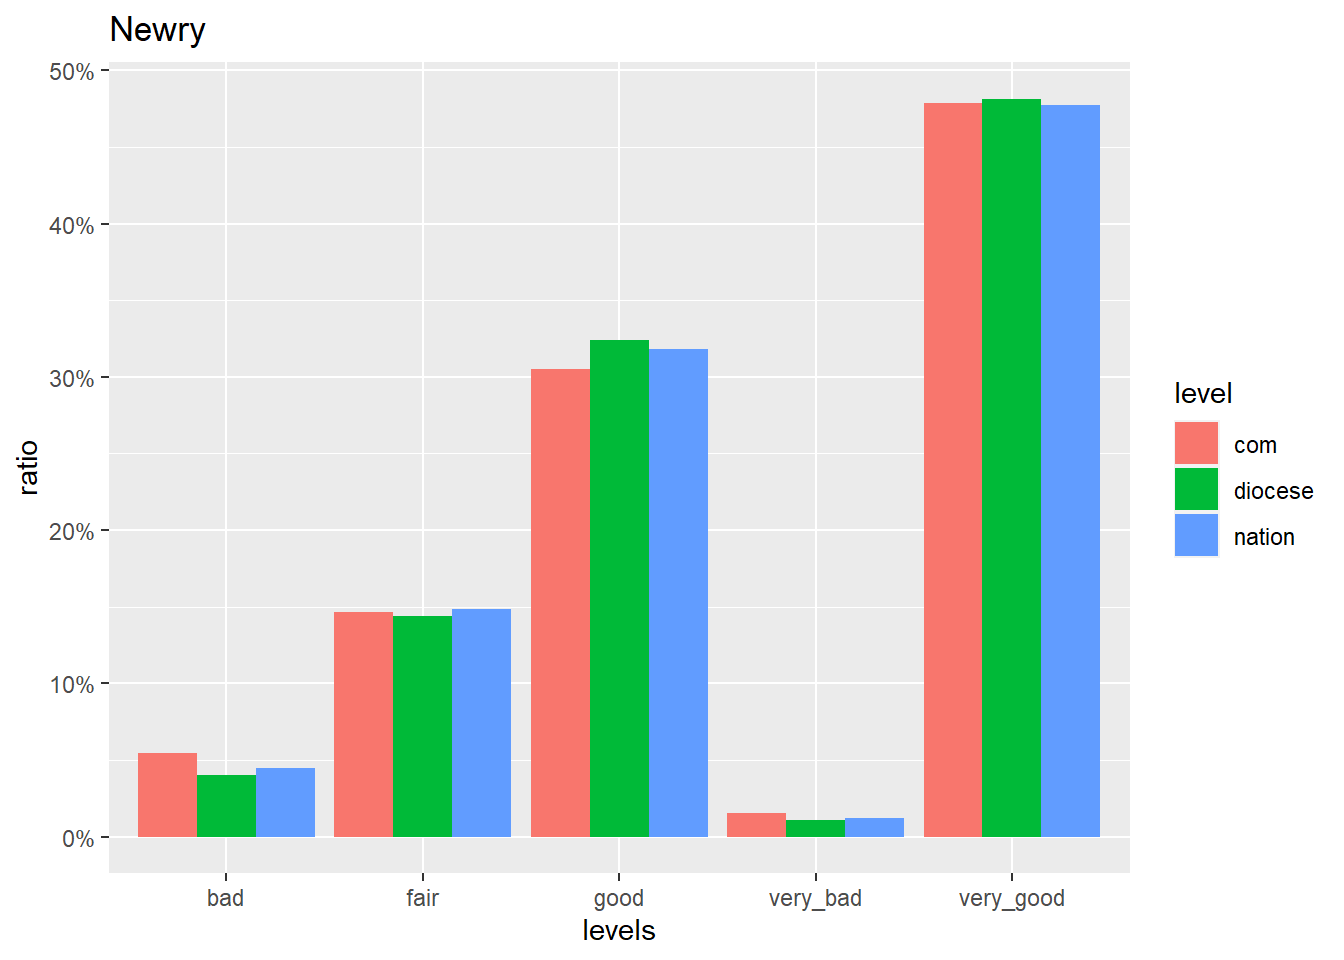 Newry
50%
40%
30%
20%
10%
0%
ratio
bad fair good very_bad very_good
levels
level
com
diocese
nation